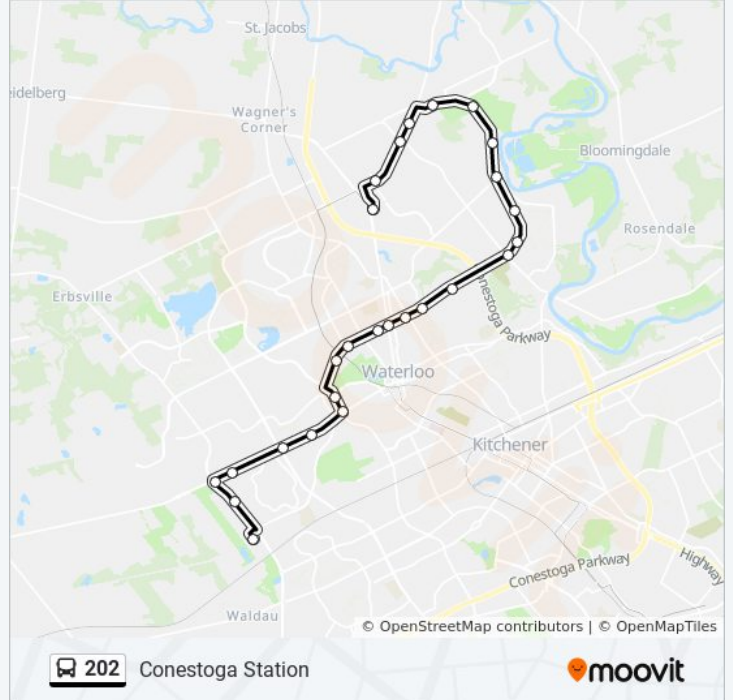 St. Jacobs
eidelberg
Wagner's
Corner
Bloomingdale
Rosendale
Erbsville
onestoga Parkway
Waterloo
Kitchener
Conestoga Parkway
Highway
Waldau
© OpenStreetMap contributors | © OpenMapTiles
202 Conestoga Station
moovit